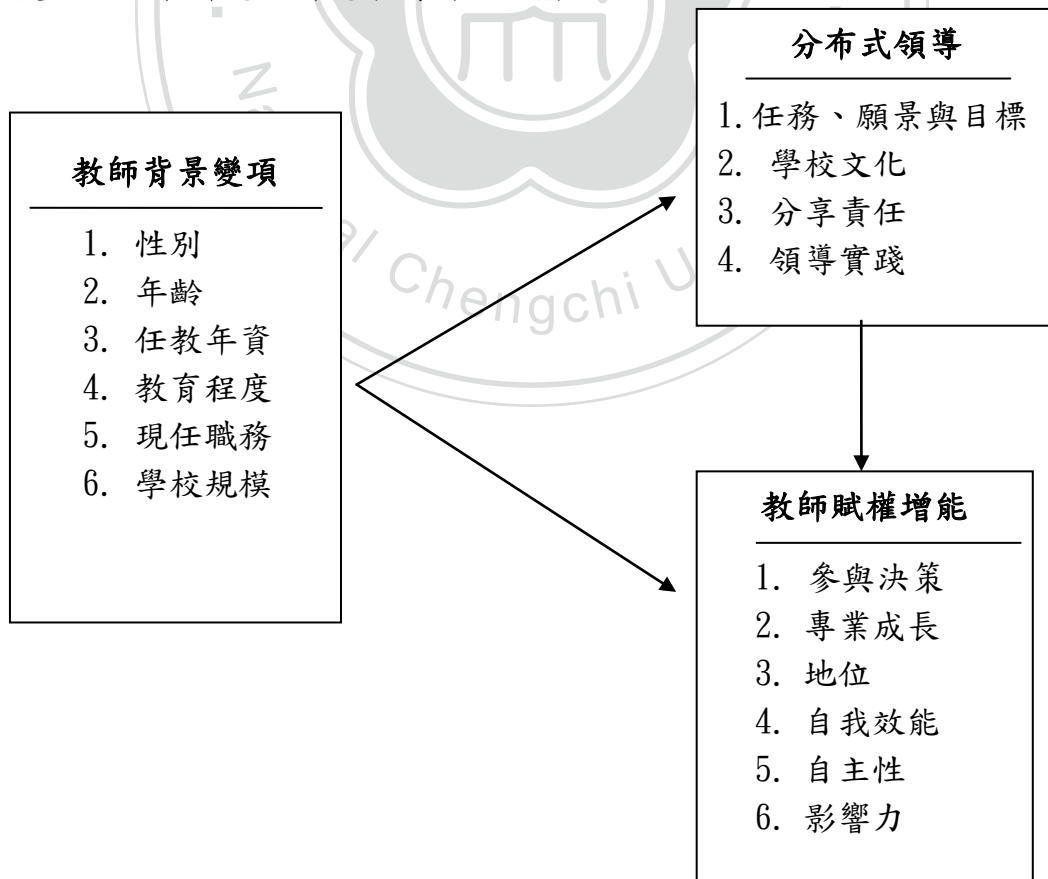 教師背景變項
1. 性別
2. 年齡
3. 任教年資
4. 教育程度
5. 現任職務
6. 學校規模
分布式領導
1.任務、願景與目標
2. 學校文化
3. 分享責任
4. 領導實踐
教師賦權增能
1. 參與決策
2. 專業成長
3. 地位
4. 自我效能
5. 自主性
6. 影響力
Chengchi